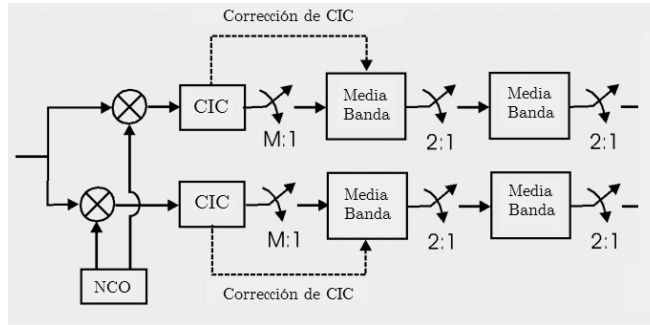 Corrección de CIC
CIC
M:1
Media
Banda
2:1
Media
Banda
2:1
CIC
M:1
Media
Banda
2:1
Media
Banda
2:1
NCO
Corrección de CIC